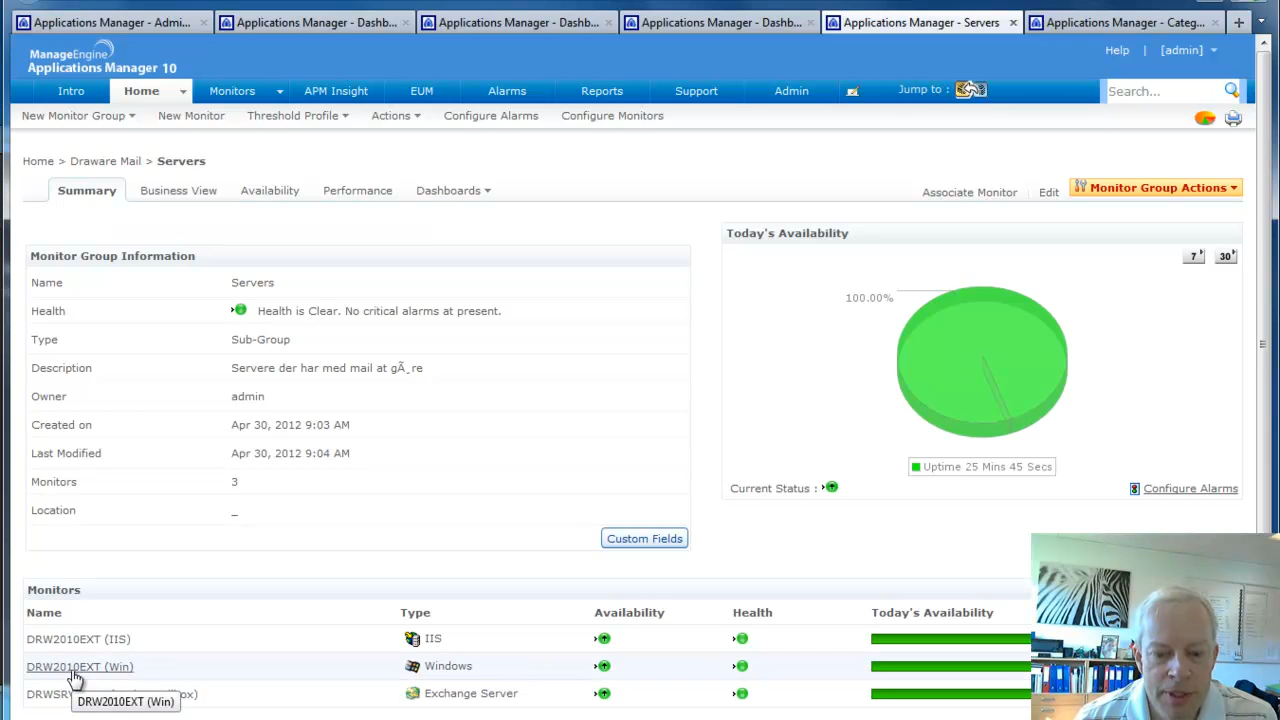 Applications Manager - Admi...
Applications Manager - Dashb...
Applications Manager - Dashb...
Applications Manager - Dashb...
Applications Manager - Servers
Applications Manager - Categ...
ManageEngine
Applications Manager 10
Help | [admin]
Intro Home Monitors APM Insight EUM Alarms Reports Support Admin Jump to : Search...
New Monitor Group New Monitor Threshold Profile Actions Configure Alarms Configure Monitors
Home > Draware Mail > Servers
Summary Business View Availability Performance Dashboards Associate Monitor Edit Monitor Group Actions
Today's Availability
Monitor Group Information
7 30
Name Servers
100.00%
Health Health is Clear. No critical alarms at present.
Type Sub-Group
Description Servere der har med mail at gÃ¸re
Owner admin
Created on Apr 30, 2012 9:03 AM
Last Modified Apr 30, 2012 9:04 AM
Uptime 25 Mins 45 Secs
Monitors 3
Current Status : Configure Alarms
Location _
Custom Fields
Monitors
Name Type Availability Health Today's Availability
DRW2010EXT (IIS) IIS
DRW2010EXT (Win) Windows
Exchange Server
DRW2010EXT (Win)